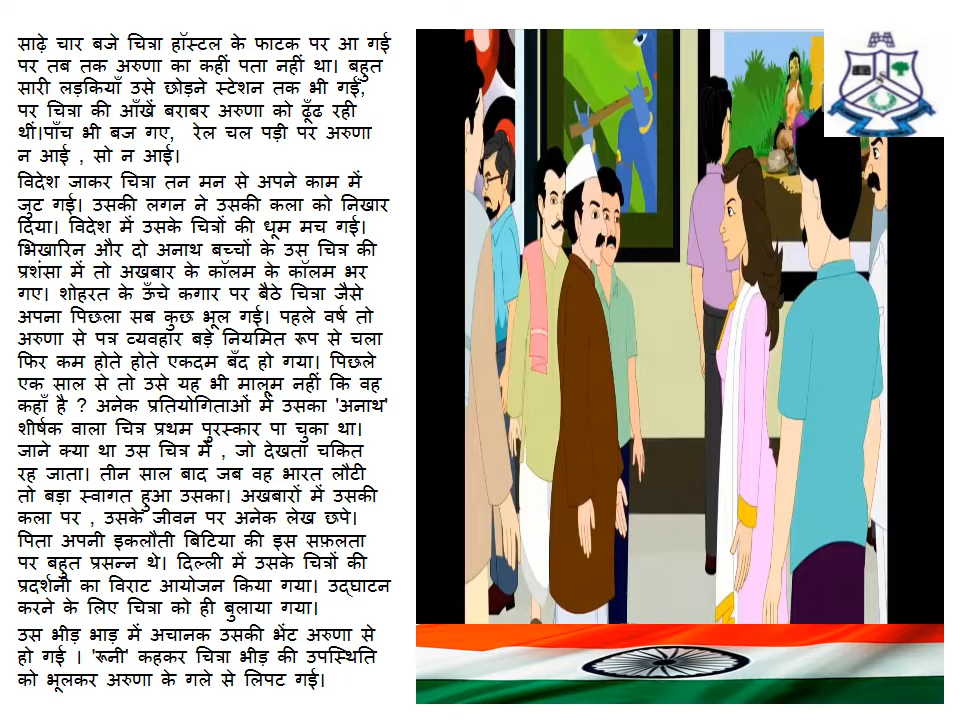 साढ़े चार बजे चित्रा हॉस्टल के फाटक पर आ गई
पर तब तक अरुणा का कहीं पता नहीं था। बहुत
सारी लड़कियाँ उसे छोड़ने स्टेशन तक भी गईं,
पर चित्रा की आँखें बराबर अरुणा को ढूँढ रही
थीं।पाँच भी बज गए, रेल चल पड़ी पर अरुणा
न आई , सो न आई।
विदेश जाकर चित्रा तन मन से अपने काम में
जुट गई। उसकी लगन ने उसकी कला को निखार
दिया। विदेश में उसके चित्रों की धूम मच गई।
भिखारिन और दो अनाथ बच्चों के उस चित्र की
प्रशंसा में तो अखबार के कॉलम के कॉलम भर
गए। शोहरत के ऊँचे कगार पर बैठे चित्रा जैसे
अपना पिछला सब कुछ भूल गई। पहले वर्ष तो
अरुणा से पत्र व्यवहार बड़े नियमित रूप से चला
फिर कम होते होते एकदम बँद हो गया। पिछले
एक साल से तो उसे यह भी मालूम नहीं कि वह
कहाँ है ? अनेक प्रतियोगिताओं में उसका 'अनाथ'
शीर्षक वाला चित्र प्रथम पुरस्कार पा चुका था।
जाने क्या था उस चित्र में , जो देखता चकित
रह जाता। तीन साल बाद जब वह भारत लौटी
तो बड़ा स्वागत हुआ उसका। अखबारों में उसकी
कला पर , उसके जीवन पर अनेक लेख छपे।
पिता अपनी इकलौती बिटिया की इस सफ़लता
पर बहुत प्रसन्न थे। दिल्ली में उसके चित्रों की
प्रदर्शनी का विराट आयोजन किया गया। उद्घाटन
करने के लिए चित्रा को ही बुलाया गया।
उस भीड़ भाड़ में अचानक उसकी भेंट अरुणा से
हो गई । 'रूनी' कहकर चित्रा भीड़ की उपस्थिति
को भूलकर अरुणा के गले से लिपट गई।